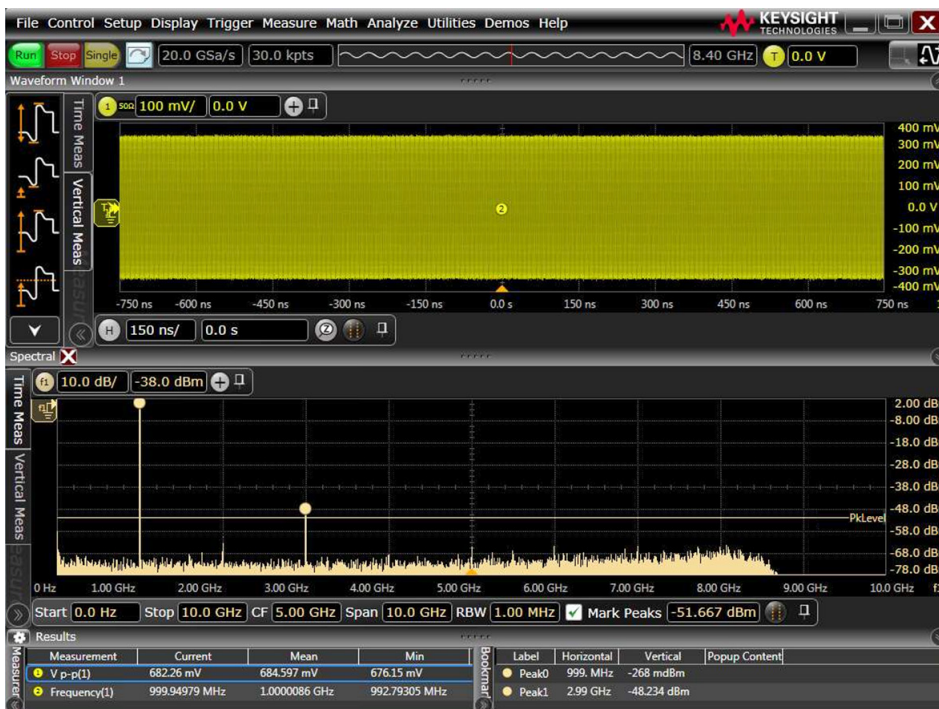 File Control Setup Display Trigger Measure Math Analyze Utilities Demos Help
KEYSIGHT
TECHNOLOGIES
Run Stop Single 20.0 GSa/s 30.0 kpts 8.40 GHz T 0.0 V
Waveform Window 1
Time Meas
Vertical Meas
1 50Ω 100 mV/ 0.0 V
400 mV
300 mV
200 mV
100 mV
0.0 V
-100 mV
-200 mV
-300 mV
-400 mV
2
-750 ns -600 ns -450 ns -300 ns -150 ns 0.0 s 150 ns 300 ns 450 ns 600 ns 750 ns
H 150 ns/ 0.0 s
Spectral
Time Meas
Vertical Meas
f1 10.0 dB/ -38.0 dBm
2.00 dB
-8.00 dB
-18.0 dB
-28.0 dB
-38.0 dB
-48.0 dB
PkLevel
-58.0 dB
-68.0 dB
-78.0 dB
0 Hz 1.00 GHz 2.00 GHz 3.00 GHz 4.00 GHz 5.00 GHz 6.00 GHz 7.00 GHz 8.00 GHz 9.00 GHz 10.0 GHz
Start 0.0 Hz Stop 10.0 GHz CF 5.00 GHz Span 10.0 GHz RBW 1.00 MHz Mark Peaks -51.667 dBm
Results
Measurement Current Mean Min
1 V p-p(1) 682.26 mV 684.597 mV 676.15 mV
2 Frequency(1) 999.94979 MHz 1.0000086 GHz 992.79305 MHz
Label Horizontal Vertical Popup Content
Peak0 999. MHz -268 mdBm
Peak1 2.99 GHz -48.234 dBm